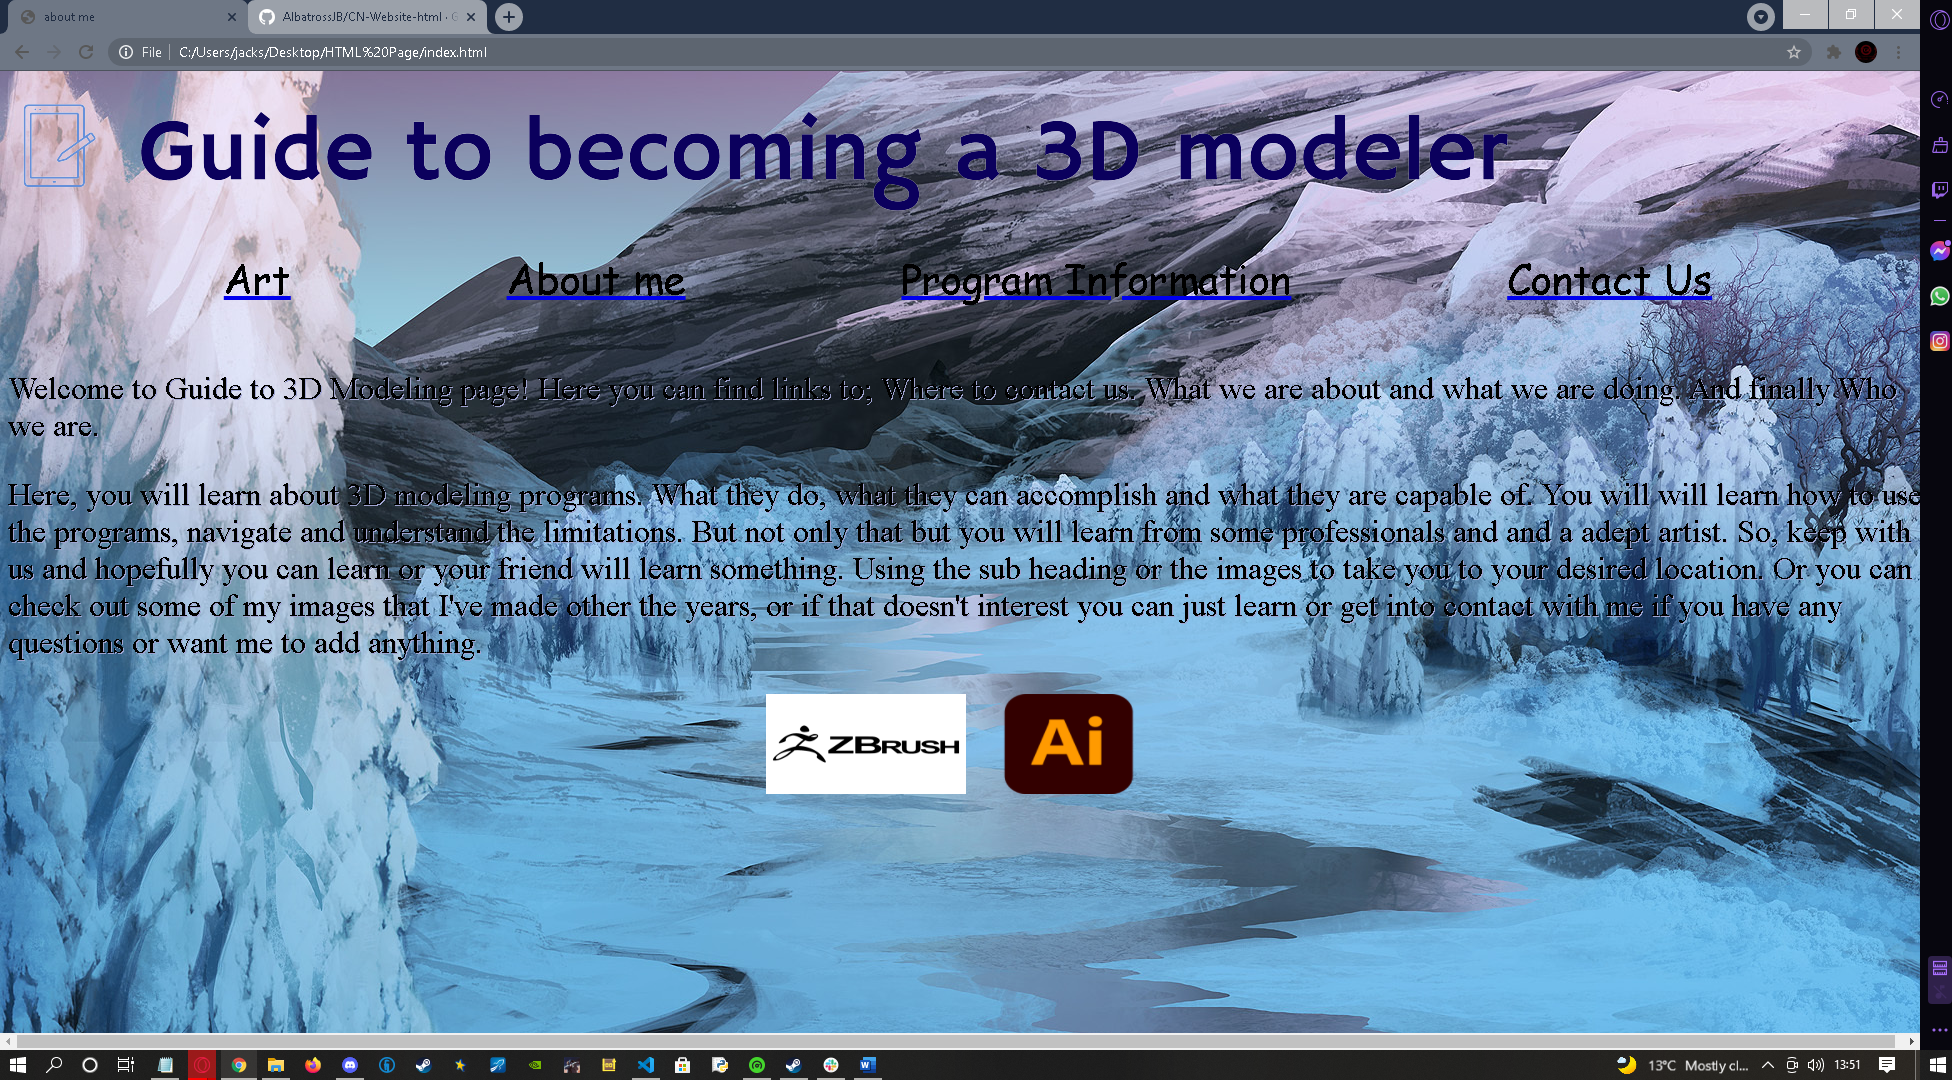 about me
AlbatrossJB/CN-Website-html · G
File C:/Users/jacks/Desktop/HTML%20Page/index.html
Guide to becoming a 3D modeler
Art About me Program Information Contact Us
Welcome to Guide to 3D Modeling page! Here you can find links to; Where to contact us. What we are about and what we are doing. And finally Who
we are.
Here, you will learn about 3D modeling programs. What they do, what they can accomplish and what they are capable of. You will will learn how to use
the programs, navigate and understand the limitations. But not only that but you will learn from some professionals and and a adept artist. So, keep with
us and hopefully you can learn or your friend will learn something. Using the sub heading or the images to take you to your desired location. Or you can
check out some of my images that I've made other the years, or if that doesn't interest you can just learn or get into contact with me if you have any
questions or want me to add anything.
ZBRUSH Ai
13°C Mostly cl... 13:51